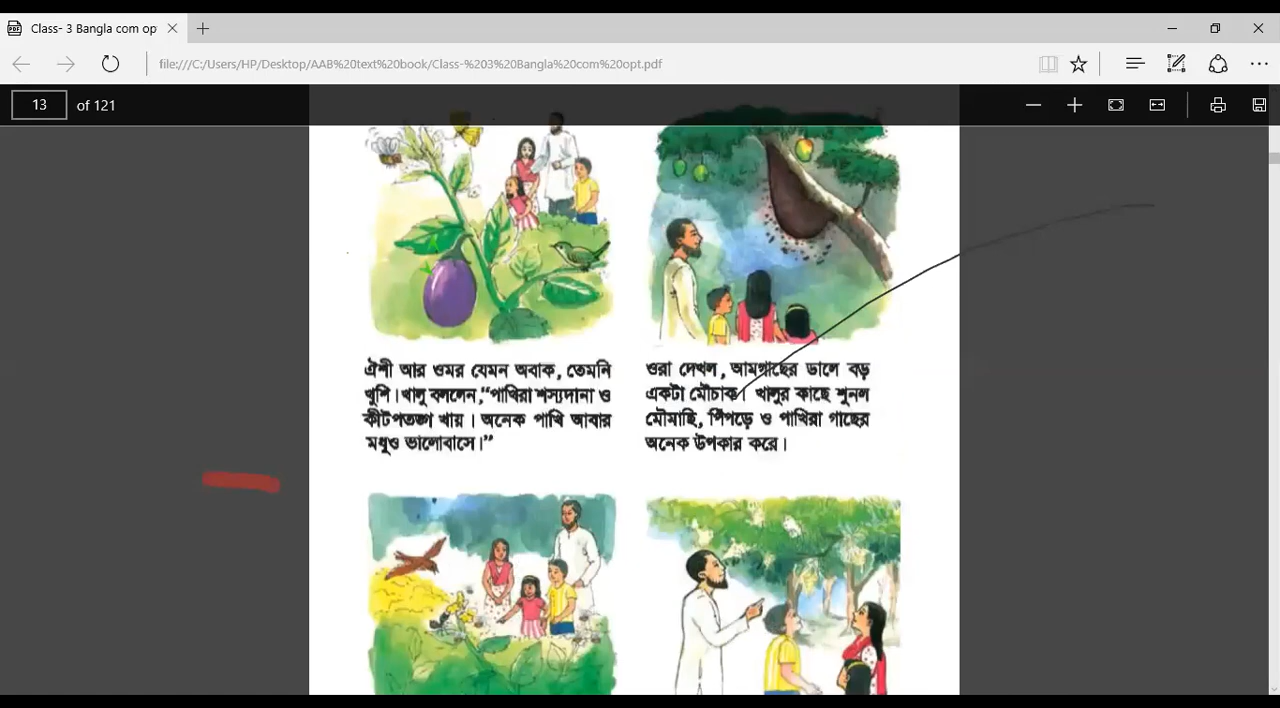 Class- 3 Bangla com op
file:///C:/Users/HP/Desktop/AAB%20text%20book/Class-%203%20Bangla%20com%20opt.pdf
13 of 121
ঐশী আর ওমর যেমন অবাক, তেমনি
খুশি। খালু বললেন,“পাখিরা শস্যদানা ও
কীটপতঙ্গ খায়। অনেক পাখি আবার
মধুও ভালোবাসে।”
ওরা দেখল, আমগাছের ডালে বড়
একটা মৌচাক। খালুর কাছে শুনল
মৌমাছি, পিঁপড়ে ও পাখিরা গাছের
অনেক উপকার করে।